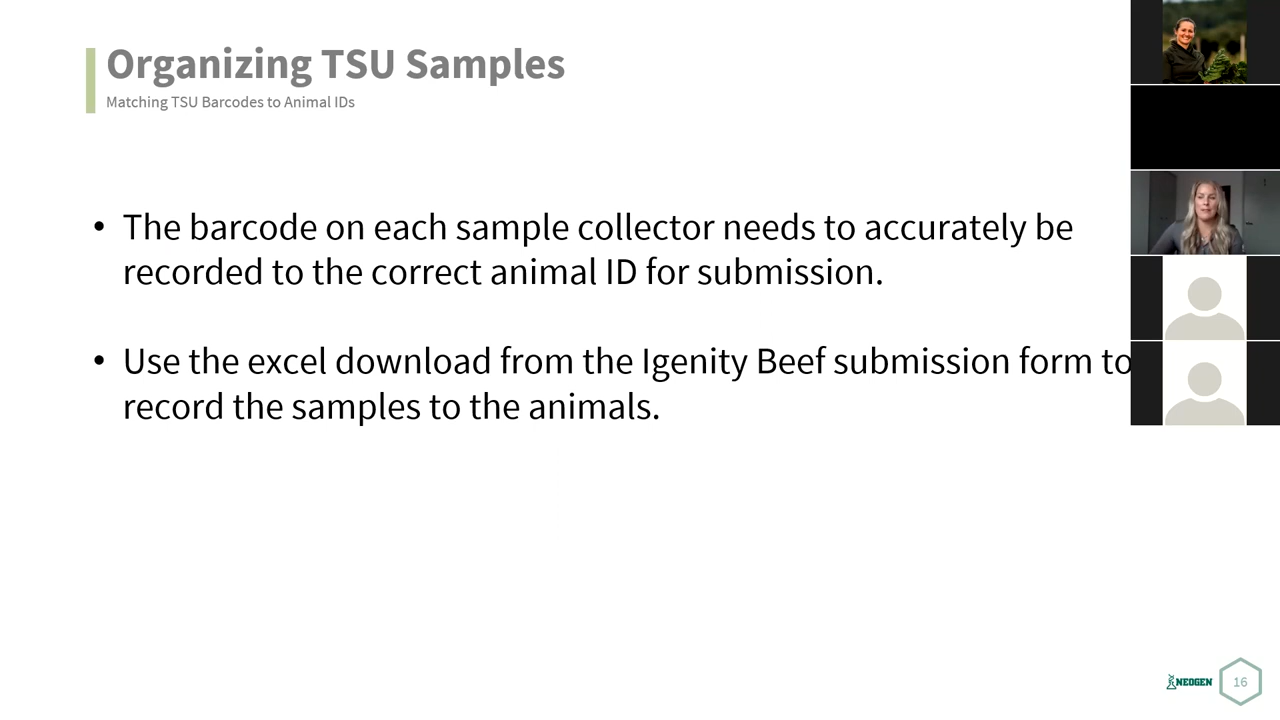 Organizing TSU Samples
Matching TSU Barcodes to Animal IDs
• The barcode on each sample collector needs to accurately be
recorded to the correct animal ID for submission.
• Use the excel download from the Igenity Beef submission form to
record the samples to the animals.
NEOGEN
16